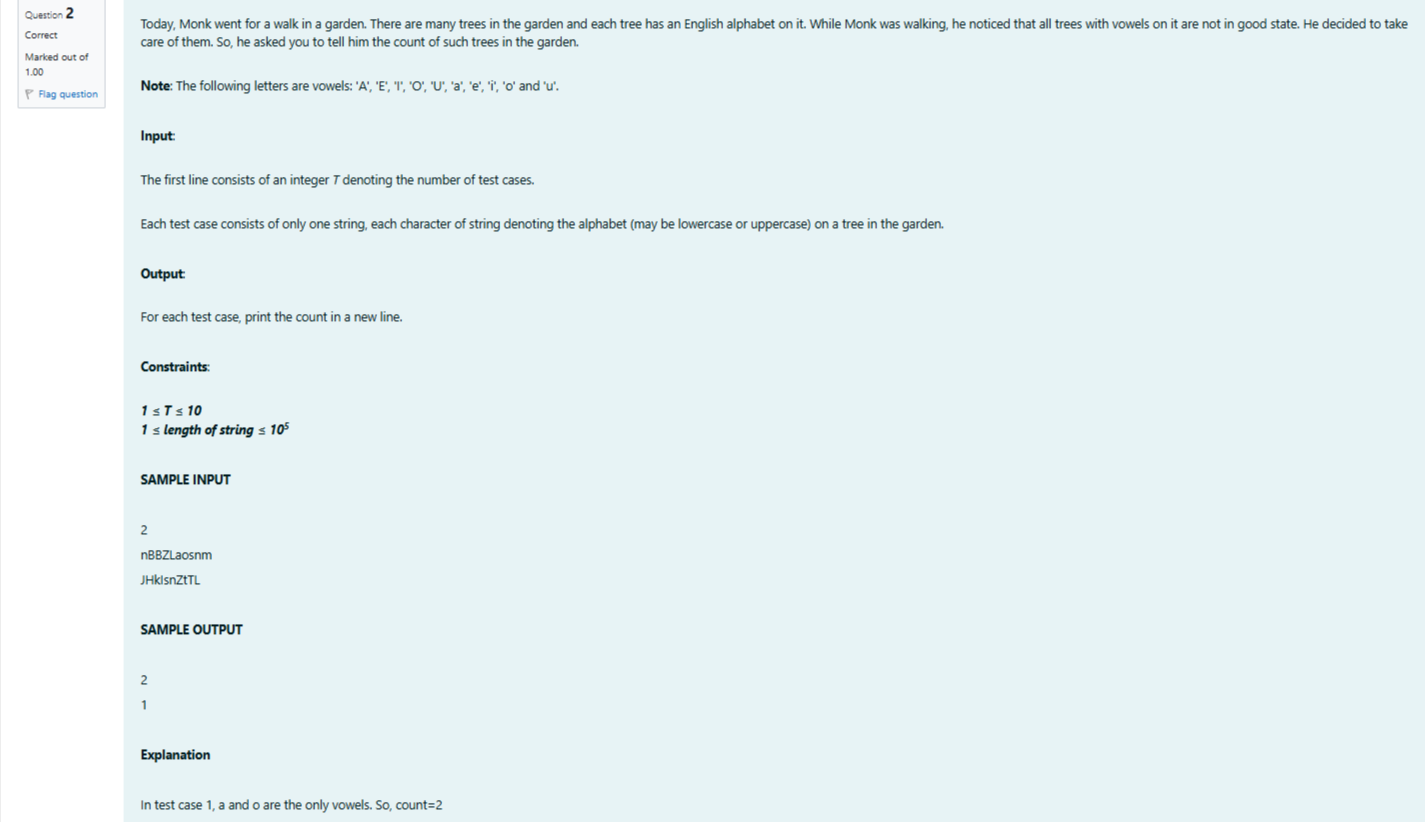 Question 2
Correct
Marked out of
1.00
Flag question
Today, Monk went for a walk in a garden. There are many trees in the garden and each tree has an English alphabet on it. While Monk was walking, he noticed that all trees with vowels on it are not in good state. He decided to take
care of them. So, he asked you to tell him the count of such trees in the garden.
Note: The following letters are vowels: 'A', 'E', 'I', 'O', 'U', 'a', 'e', 'i', 'o' and 'u'.
Input:
The first line consists of an integer T denoting the number of test cases.
Each test case consists of only one string, each character of string denoting the alphabet (may be lowercase or uppercase) on a tree in the garden.
Output:
For each test case, print the count in a new line.
Constraints:
1 ≤ T ≤ 10
1 ≤ length of string ≤ 10⁵
SAMPLE INPUT
2
nBBZLaosnm
JHkIsnZtTL
SAMPLE OUTPUT
2
1
Explanation
In test case 1, a and o are the only vowels. So, count=2